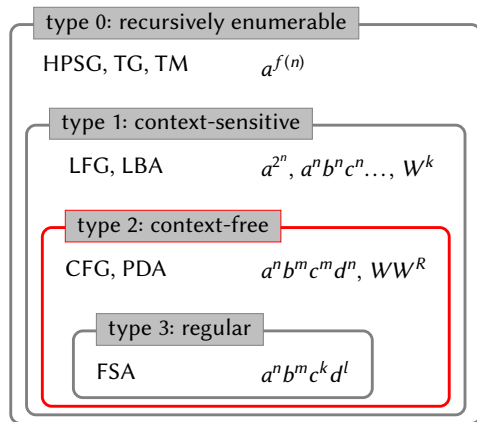 type 0: recursively enumerable
HPSG, TG, TM a^{f(n)}
type 1: context-sensitive
LFG, LBA a^{2^n}, a^n b^n c^n…, W^k
type 2: context-free
CFG, PDA a^n b^m c^m d^n, WW^R
type 3: regular
FSA a^n b^m c^k d^l